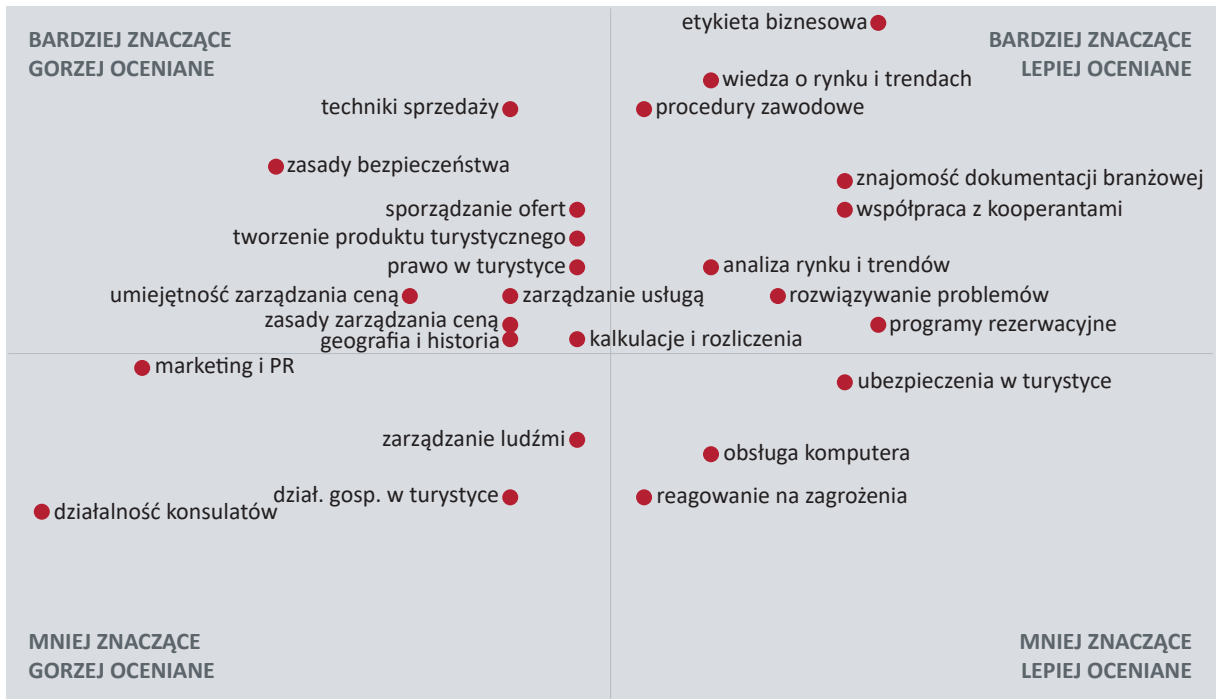 BARDZIEJ ZNACZĄCE
GORZEJ OCENIANE
etykieta biznesowa
BARDZIEJ ZNACZĄCE
LEPIEJ OCENIANE
wiedza o rynku i trendach
techniki sprzedaży
procedury zawodowe
zasady bezpieczeństwa
znajomość dokumentacji branżowej
sporządzanie ofert
współpraca z kooperantami
tworzenie produktu turystycznego
prawo w turystyce
analiza rynku i trendów
umiejętność zarządzania ceną
zarządzanie usługą
rozwiązywanie problemów
zasady zarządzania ceną
programy rezerwacyjne
geografia i historia
kalkulacje i rozliczenia
marketing i PR
ubezpieczenia w turystyce
zarządzanie ludźmi
obsługa komputera
dział. gosp. w turystyce
reagowanie na zagrożenia
działalność konsulatów
MNIEJ ZNACZĄCE
GORZEJ OCENIANE
MNIEJ ZNACZĄCE
LEPIEJ OCENIANE